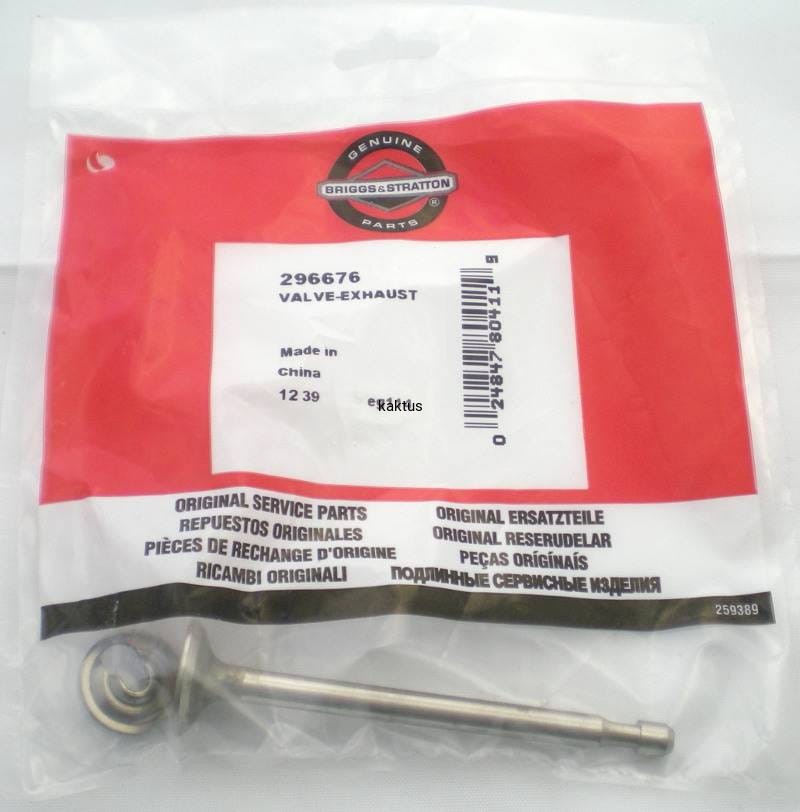 GENUINE
BRIGGS & STRATTON
®
PARTS
296676
VALVE-EXHAUST
Made in
China
12 39
kaktus
0 24847 80411 9
ORIGINAL SERVICE PARTS
REPUESTOS ORIGINALES
PIÈCES DE RECHANGE D'ORIGINE
RICAMBI ORIGINALI
ORIGINAL ERSATZTEILE
ORIGINAL RESERUDELAR
PEÇAS ORÍGÍNAÍS
ПОДЛИННЫЕ СЕРВИСНЫЕ ИЗДЕЛИЯ
259389